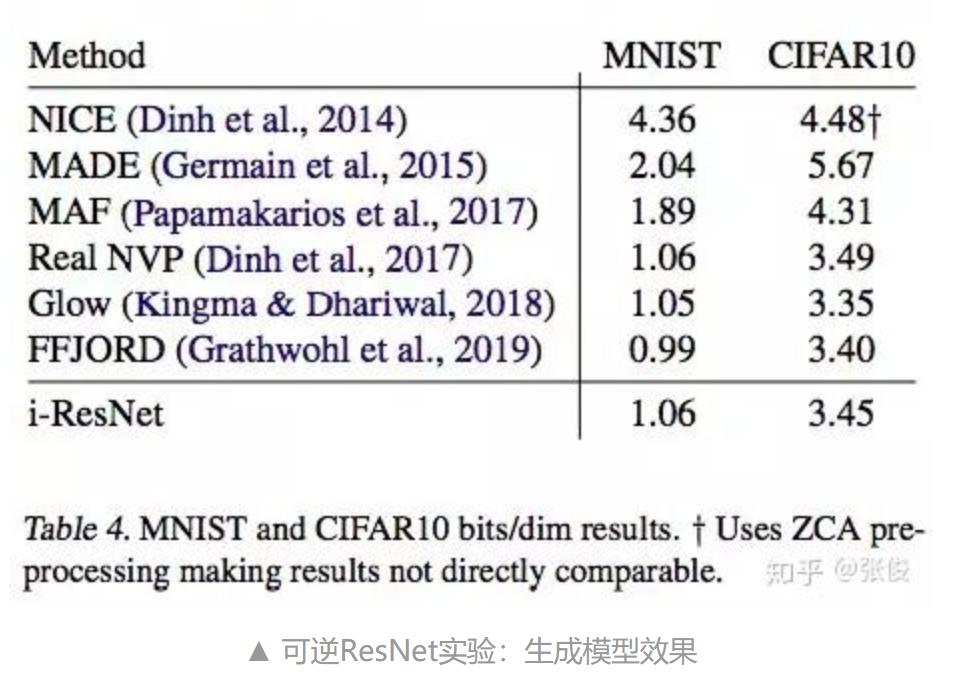 Method MNIST CIFAR10
NICE (Dinh et al., 2014) 4.36 4.48†
MADE (Germain et al., 2015) 2.04 5.67
MAF (Papamakarios et al., 2017) 1.89 4.31
Real NVP (Dinh et al., 2017) 1.06 3.49
Glow (Kingma & Dhariwal, 2018) 1.05 3.35
FFJORD (Grathwohl et al., 2019) 0.99 3.40
i-ResNet 1.06 3.45
Table 4. MNIST and CIFAR10 bits/dim results. † Uses ZCA pre-
processing making results not directly comparable.
知乎 @张俊
▲ 可逆ResNet实验：生成模型效果